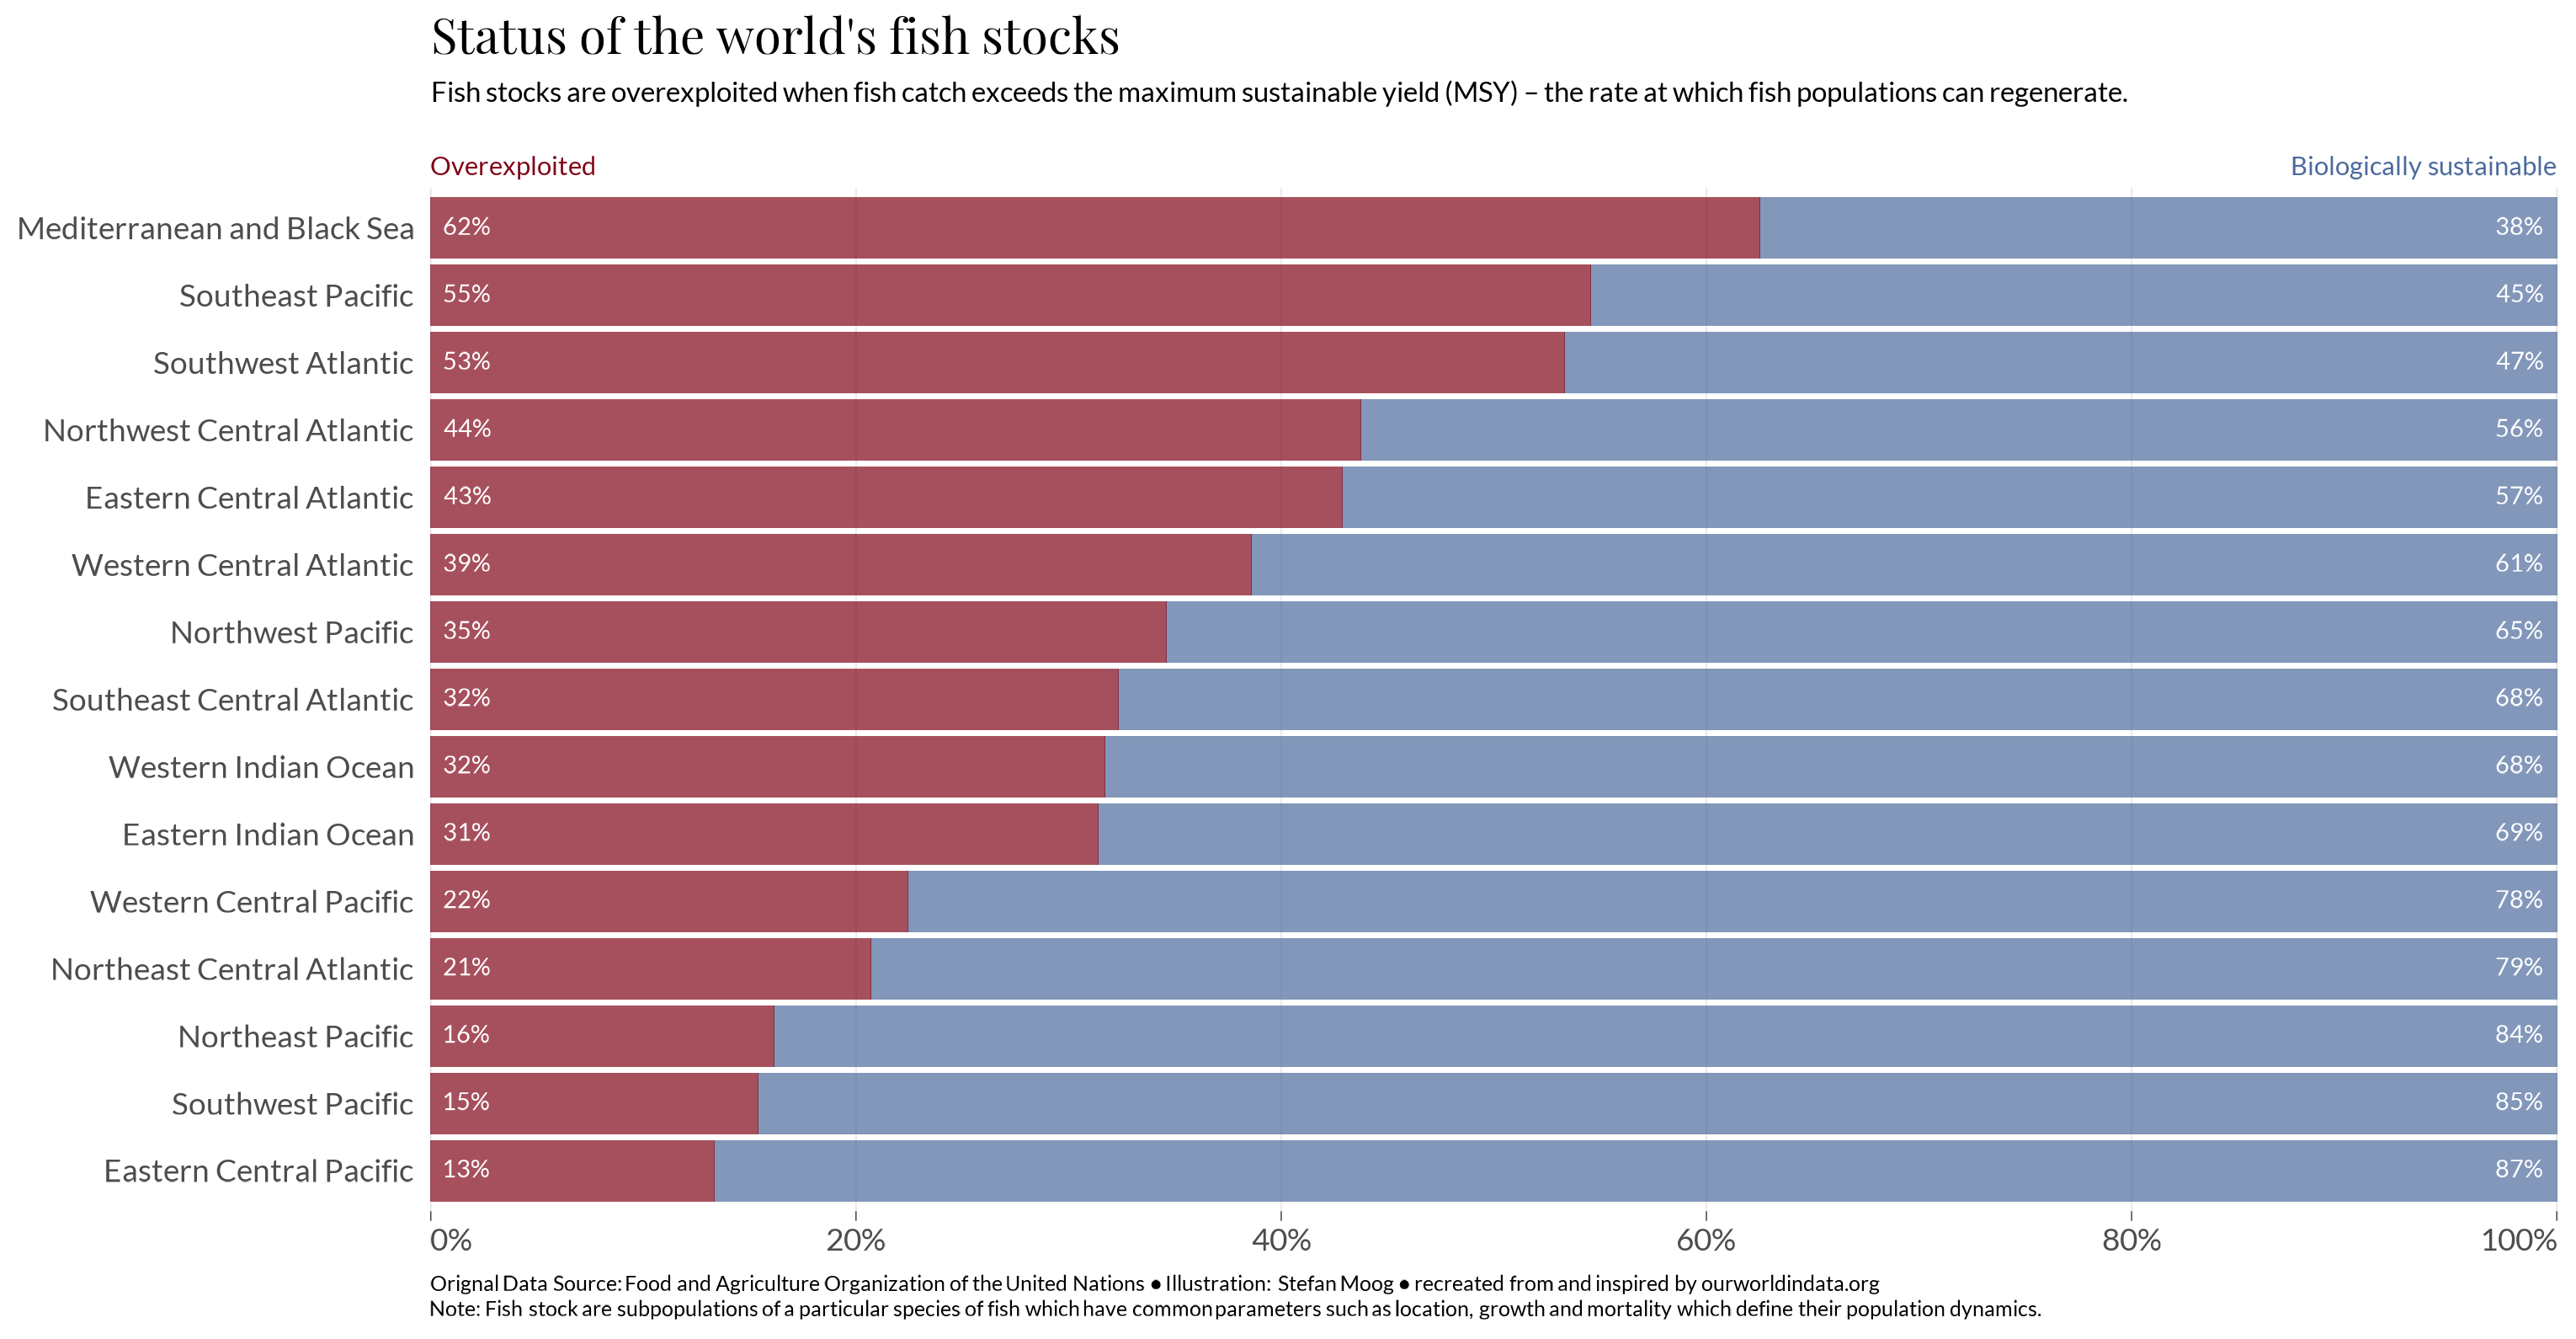 Status of the world's fish stocks
Fish stocks are overexploited when fish catch exceeds the maximum sustainable yield (MSY) – the rate at which fish populations can regenerate.
Overexploited Biologically sustainable
Mediterranean and Black Sea 62% 38%
Southeast Pacific 55% 45%
Southwest Atlantic 53% 47%
Northwest Central Atlantic 44% 56%
Eastern Central Atlantic 43% 57%
Western Central Atlantic 39% 61%
Northwest Pacific 35% 65%
Southeast Central Atlantic 32% 68%
Western Indian Ocean 32% 68%
Eastern Indian Ocean 31% 69%
Western Central Pacific 22% 78%
Northeast Central Atlantic 21% 79%
Northeast Pacific 16% 84%
Southwest Pacific 15% 85%
Eastern Central Pacific 13% 87%
0% 20% 40% 60% 80% 100%
Orignal Data Source: Food and Agriculture Organization of the United Nations ● Illustration: Stefan Moog ● recreated from and inspired by ourworldindata.org
Note: Fish stock are subpopulations of a particular species of fish which have common parameters such as location, growth and mortality which define their population dynamics.